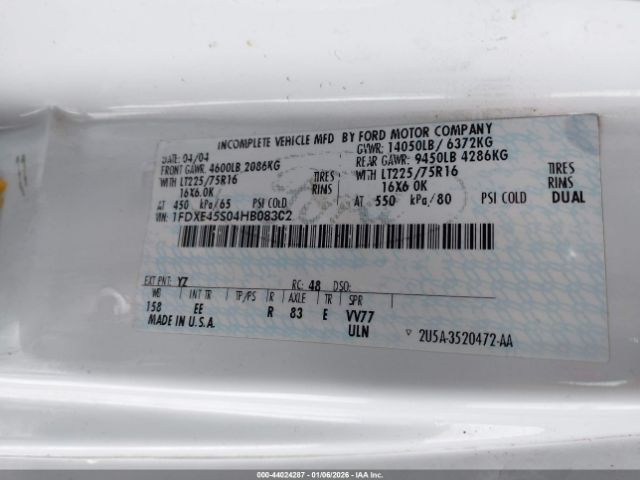 INCOMPLETE VEHICLE MFD BY FORD MOTOR COMPANY
DATE: 04/04 GVWR: 14050LB/ 6372KG
FRONT GAWR: 4600LB 2086KG REAR GAWR: 9450LB 4286KG
WITH LT225/75R16 TIRES WITH LT225/75R16 TIRES
16X6.0K RIMS 16X6.0K RIMS
AT 450 kPa/65 PSI COLD AT 550 kPa/80 PSI COLD DUAL
VIN: 1FDXE45S04HB08302
EXT PNT: YZ RC: 48 DSO:
WB INT TR TP/PS R AXLE TR SPR
158 EE R 83 E VV77
MADE IN U.S.A. ULN 2U5A-3520472-AA
000-44024287 - 01/06/2026 - IAA Inc.